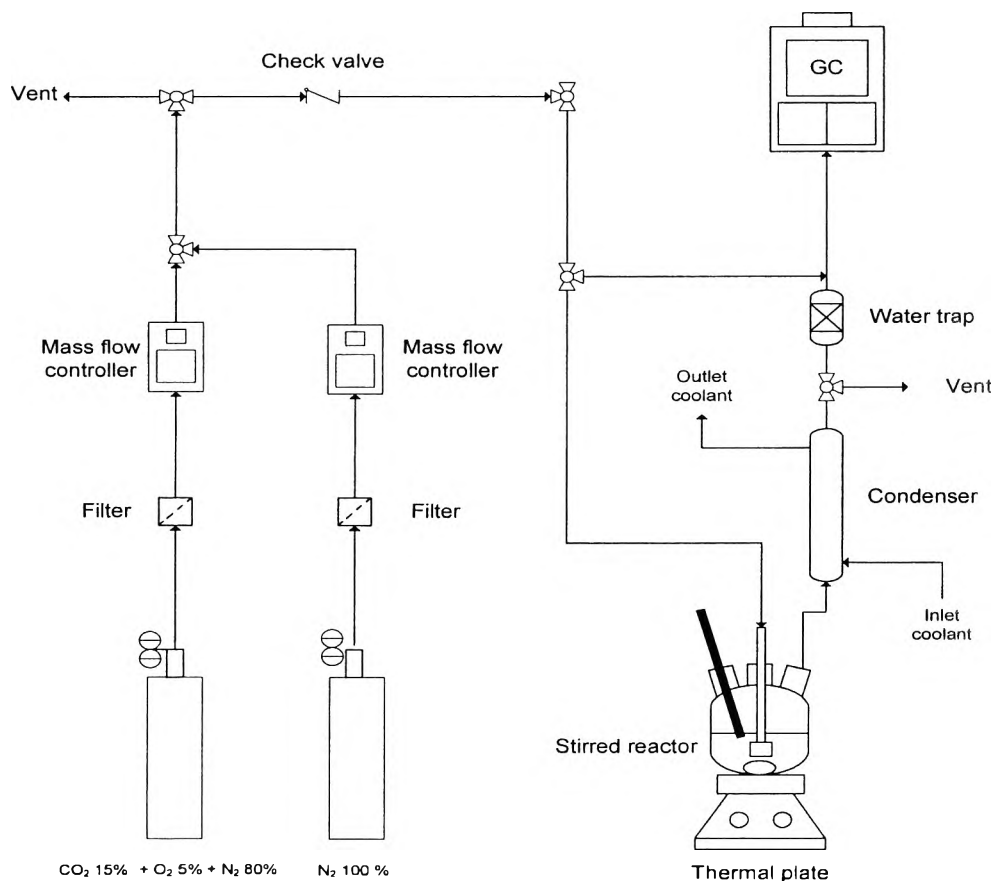 Check valve
GC
Vent
Mass flow
controller
Mass flow
controller
Water trap
Outlet
coolant
Vent
Filter
Filter
Condenser
Inlet
coolant
Stirred reactor
CO₂ 15% + O₂ 5% + N₂ 80%
N₂ 100 %
Thermal plate